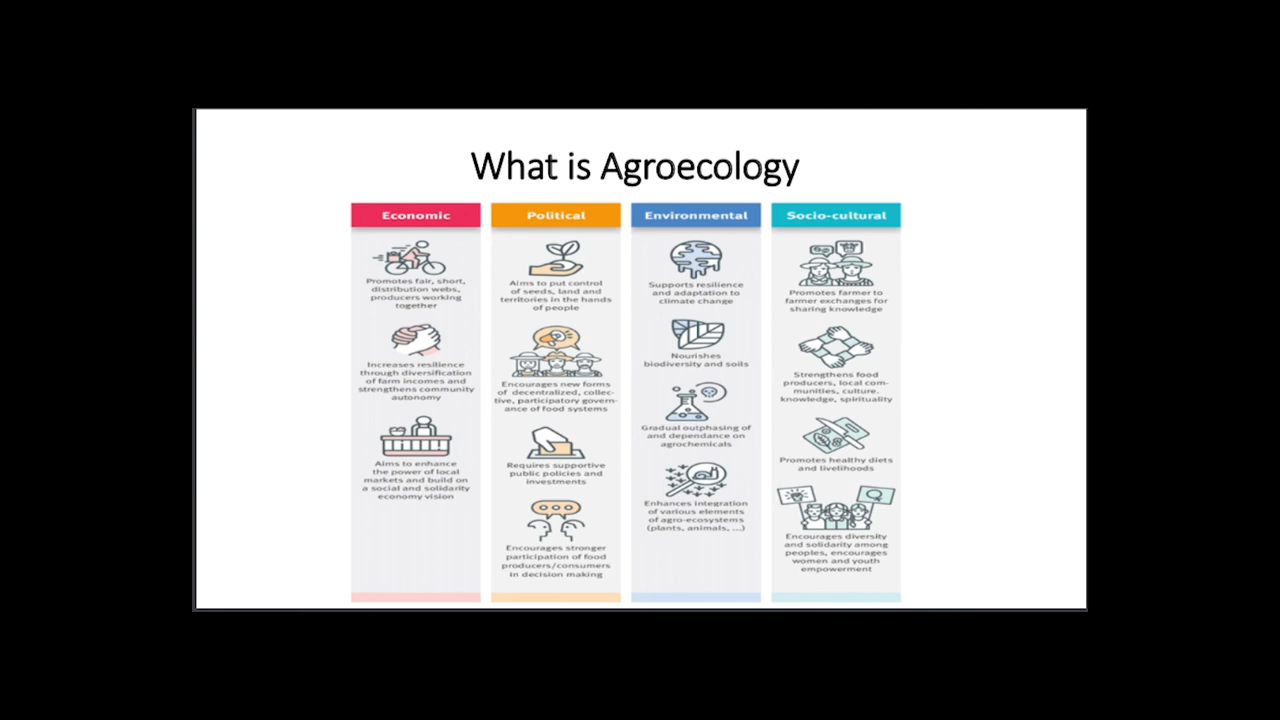 What is Agroecology
Economic
Promotes fair, short,
distribution webs,
producers working
together
Increases resilience
through diversification
of farm incomes and
strengthens community
autonomy
Aims to enhance
the power of local
markets and build on
a social and solidarity
economy vision
Political
Aims to put control
of seeds, land and
territories in the hands
of people
Encourages new forms
of decentralized, collec-
tive, participatory govern-
ance of food systems
Requires supportive
public policies and
investments
Encourages stronger
participation of food
producers/consumers
in decision making
Environmental
Supports resilience
and adaptation to
climate change
Nourishes
biodiversity and soils
Gradual outphasing of
and dependance on
agrochemicals
Enhances integration
of various elements
of agro-ecosystems
(plants, animals, ...)
Socio-cultural
Promotes farmer to
farmer exchanges for
sharing knowledge
Strengthens food
producers, local com-
munities, culture.
knowledge, spirituality
Promotes healthy diets
and livelihoods
Encourages diversity
and solidarity among
peoples, encourages
women and youth
empowerment